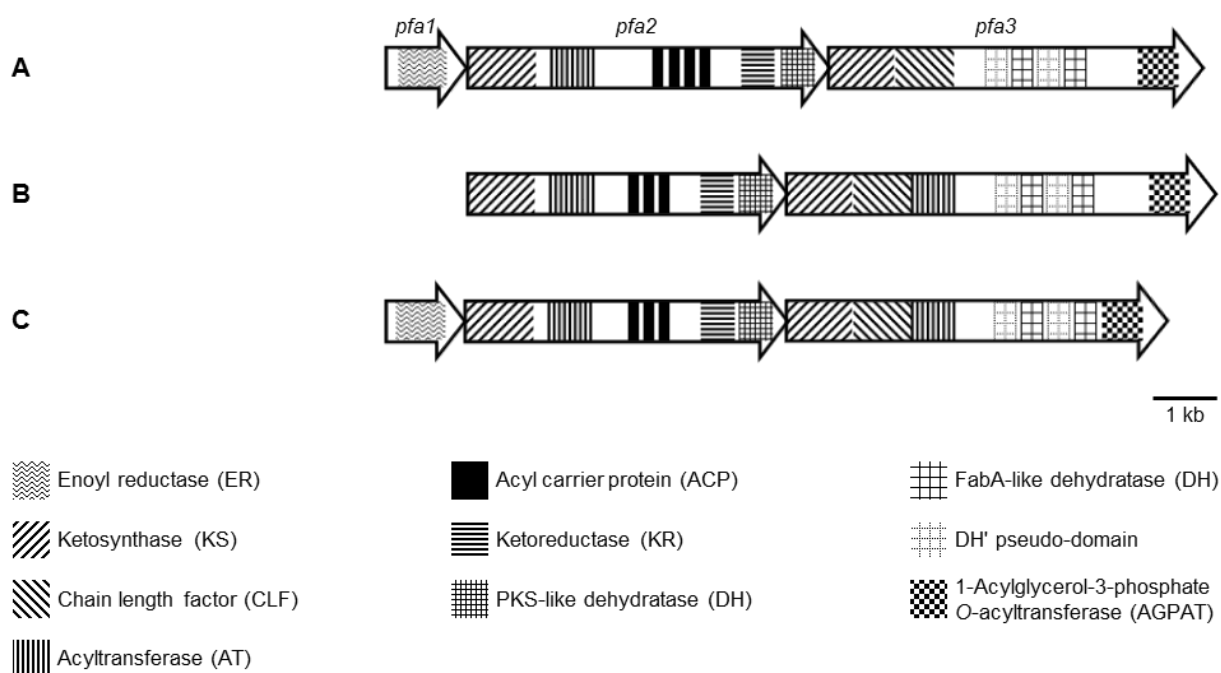 pfa1 pfa2 pfa3
A
B
C
1 kb
Enoyl reductase (ER)
Acyl carrier protein (ACP)
FabA-like dehydratase (DH)
Ketosynthase (KS)
Ketoreductase (KR)
DH' pseudo-domain
Chain length factor (CLF)
PKS-like dehydratase (DH)
1-Acylglycerol-3-phosphate
O-acyltransferase (AGPAT)
Acyltransferase (AT)